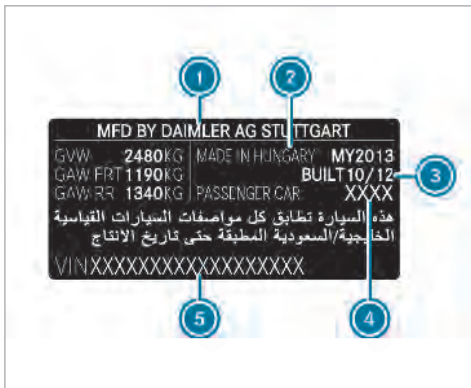 1
2
MFD BY DAIMLER AG STUTTGART
GVW 2480KG MADE IN HUNGARY MY2013
GAW FRT 1190KG BUILT 10/12
3
GAW RR 1340KG PASSENGER CAR XXXX
هذه السيارة تطابق كل مواصفات السيارات القياسية
الخليجية/السعودية المطبقة حتى تاريخ الانتاج
VIN XXXXXXXXXXXXXXXXXX
5
4